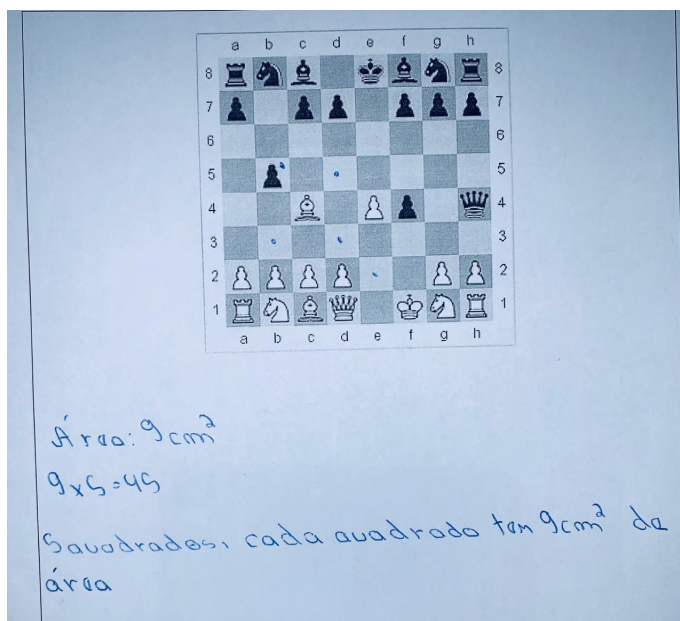 a b c d e f g h
8 8
7 7
6 6
5 5
4 4
3 3
2 2
1 1
a b c d e f g h
Área: 9cm²
9x5=45
5 quadrados, cada quadrado tem 9cm² de
área